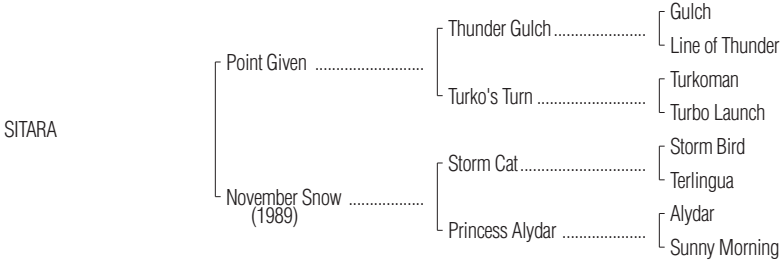 Gulch
Thunder Gulch ......................
Line of Thunder
Point Given ..........................
Turkoman
Turko's Turn ..........................
Turbo Launch
SITARA
Storm Bird
Storm Cat ..............................
Terlingua
November Snow ..................
(1989)
Alydar
Princess Alydar ....................
Sunny Morning